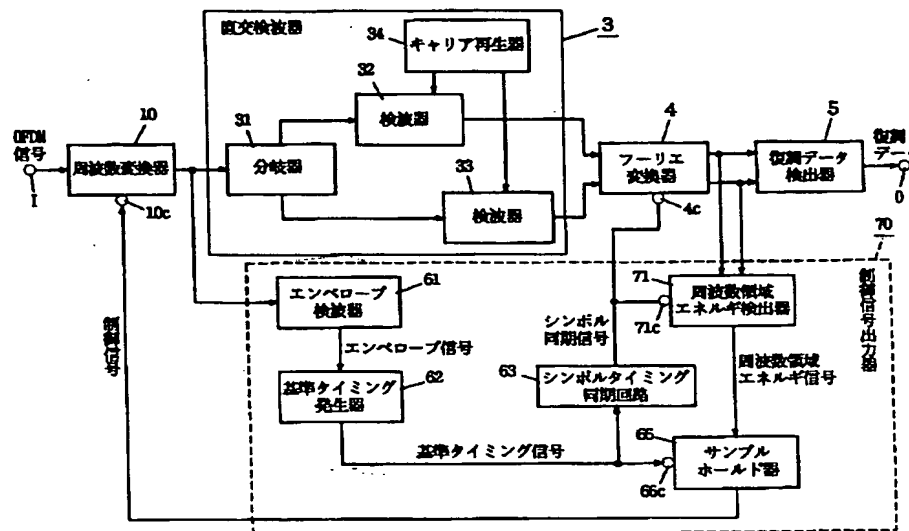 直交検波器
3
34
キャリア再生器
32
検波器
OFDM
信号
I
10
周波数変換器
10c
31
分岐器
33
検波器
4
フーリエ
変換器
4c
5
復調データ
検出器
復調
データ
O
70
制御信号出力器
61
エンベロープ
検波器
エンベロープ信号
62
基準タイミング
発生器
基準タイミング信号
シンボル
同期信号
63
シンボルタイミング
同期回路
71
周波数領域
エネルギ検出器
71c
周波数領域
エネルギ信号
65
サンプル
ホールド器
65c
制御信号